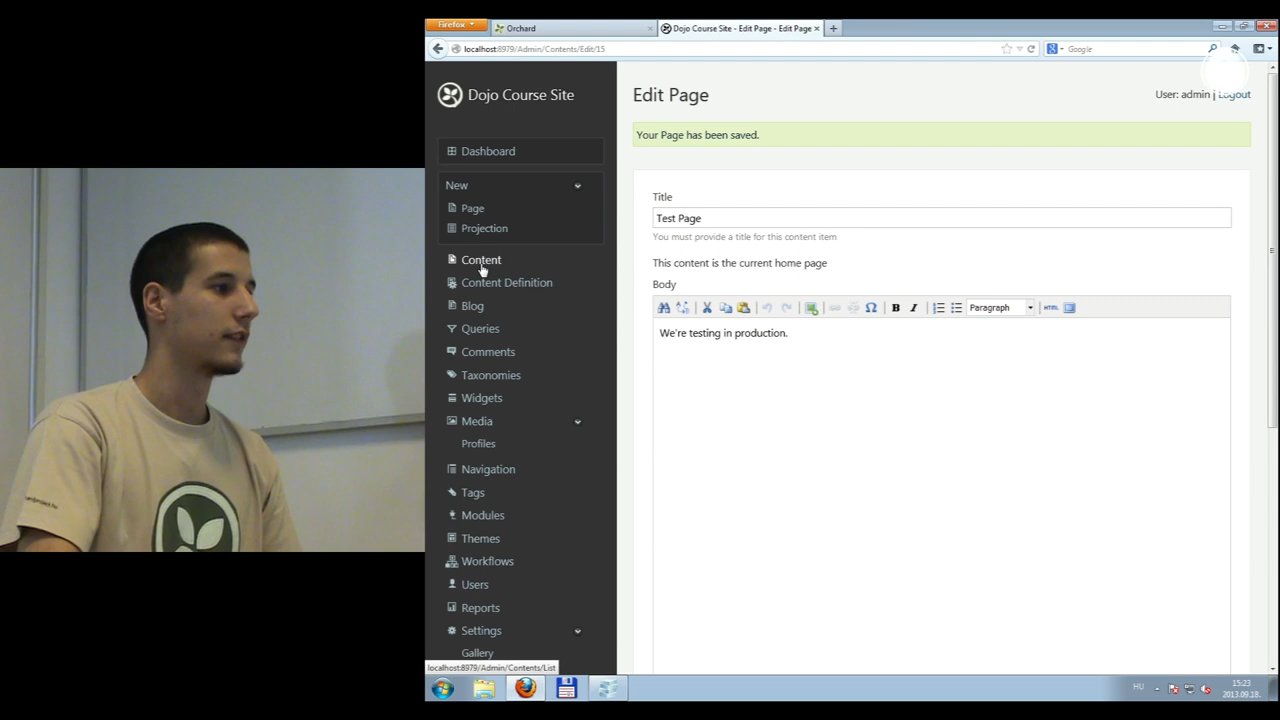 Firefox
Orchard
Dojo Course Site - Edit Page - Edit Page
localhost:8979/Admin/Contents/Edit/15
Google
Dojo Course Site
Dashboard
New
Page
Projection
Content
Content Definition
Blog
Queries
Comments
Taxonomies
Widgets
Media
Profiles
Navigation
Tags
Modules
Themes
Workflows
Users
Reports
Settings
Gallery
localhost:8979/Admin/Contents/List
Edit Page
User: admin | Logout
Your Page has been saved.
Title
Test Page
You must provide a title for this content item
This content is the current home page
Body
B I
Paragraph
HTML
We're testing in production.
HU
15:23
2013.09.18.